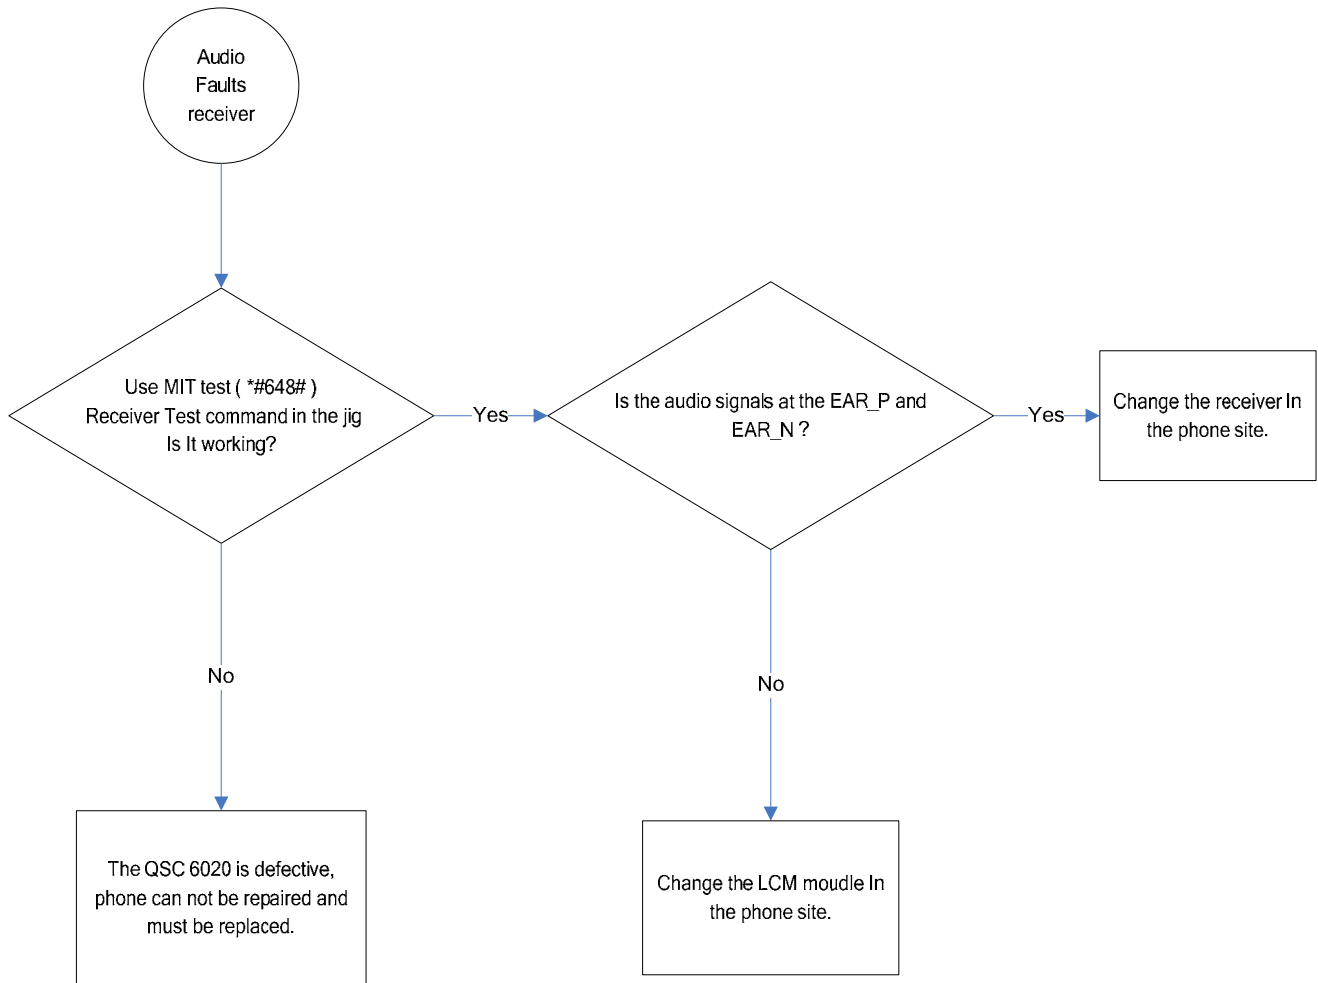 Audio
Faults
receiver
Use MIT test ( *#648# )
Receiver Test command in the jig
Is It working?
Yes
Is the audio signals at the EAR_P and
EAR_N ?
Yes
Change the receiver In
the phone site.
No
No
The QSC 6020 is defective,
phone can not be repaired and
must be replaced.
Change the LCM moudle In
the phone site.